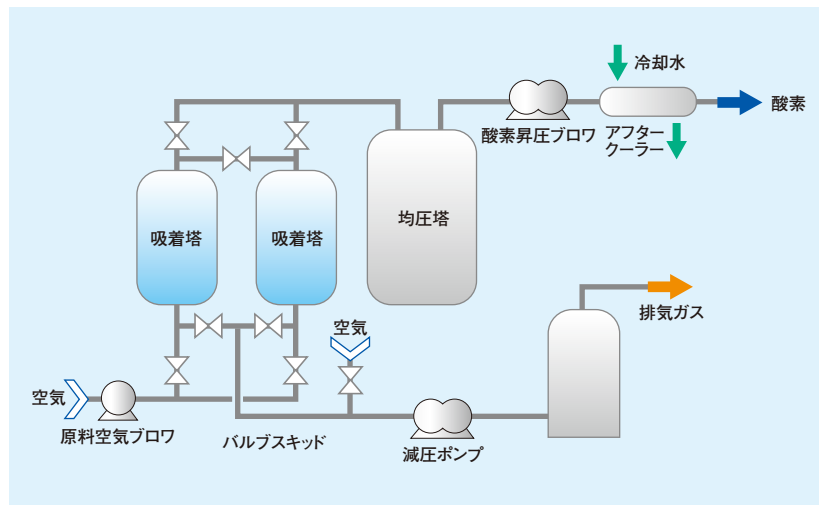 冷却水
酸素
酸素昇圧ブロワ
アフター
クーラー
吸着塔
吸着塔
均圧塔
空気
排気ガス
空気
原料空気ブロワ
バルブスキッド
減圧ポンプ